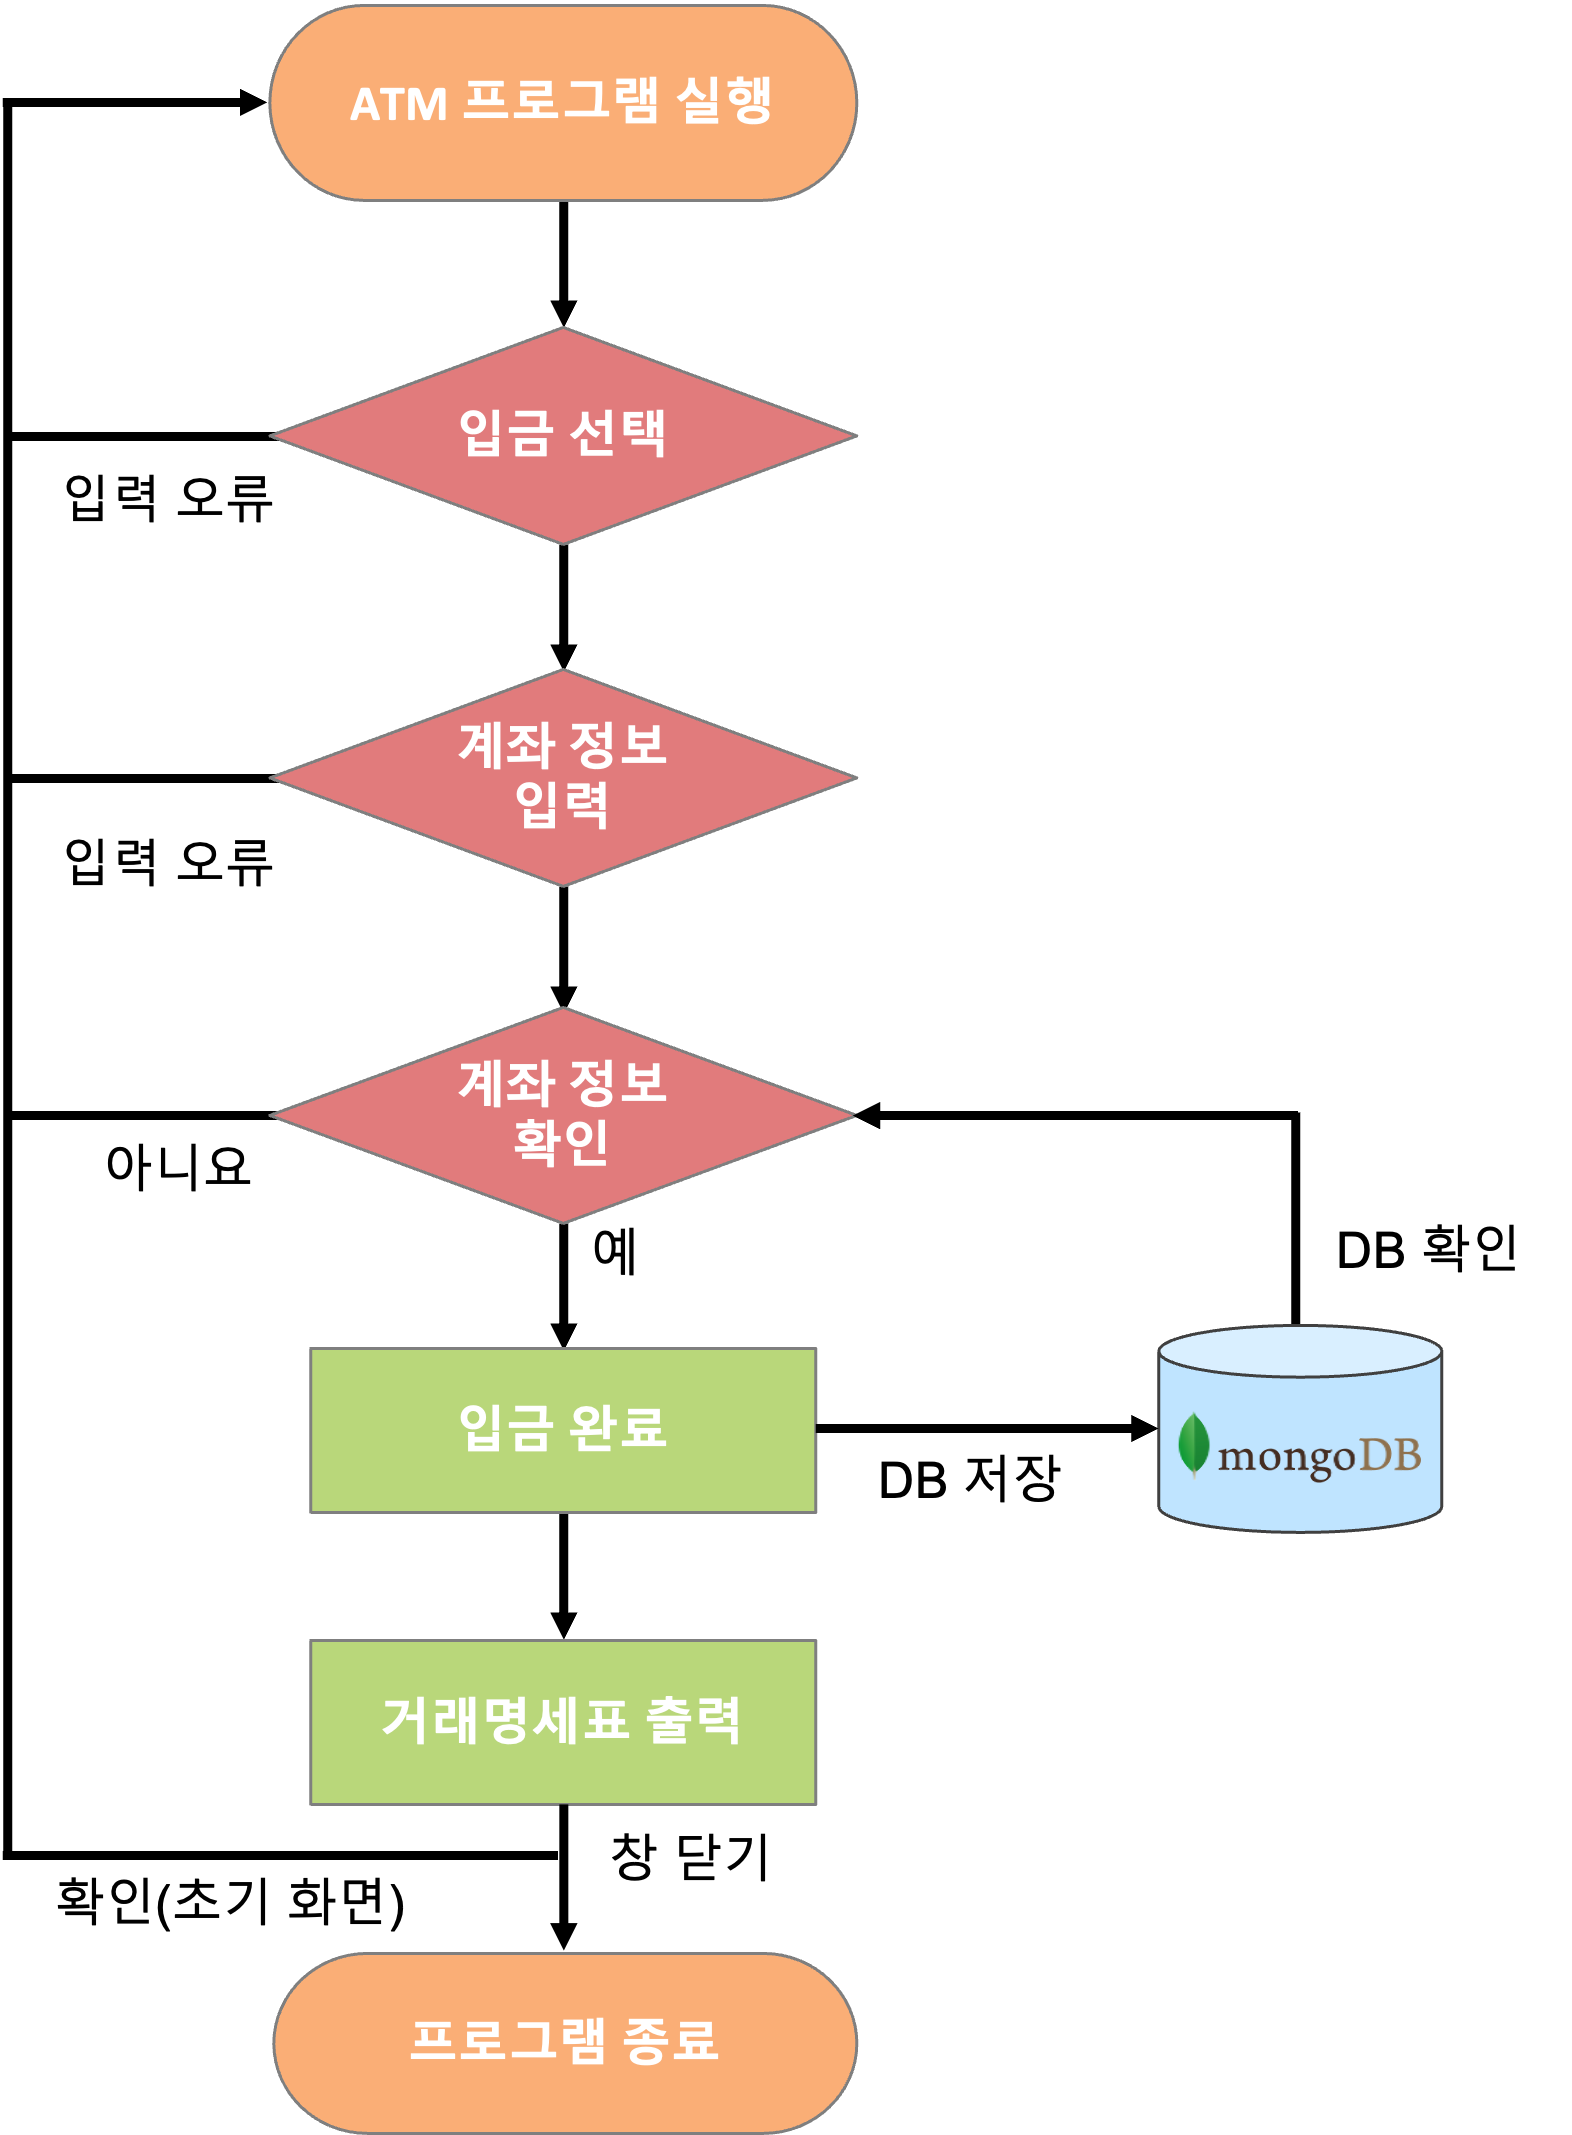 ATM 프로그램 실행
입금 선택
입력 오류
계좌 정보
입력
입력 오류
계좌 정보
확인
아니요
예
DB 확인
입금 완료
DB 저장
mongoDB
거래명세표 출력
창 닫기
확인(초기 화면)
프로그램 종료